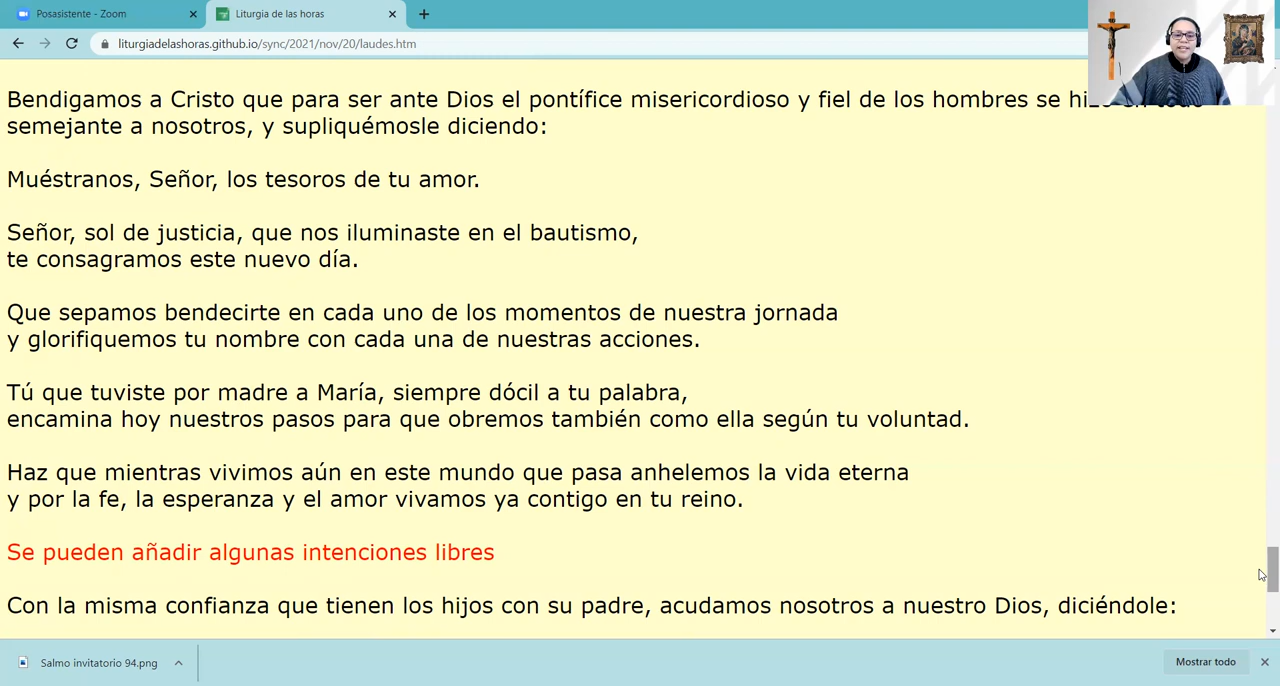 Posasistente - Zoom
Liturgia de las horas
liturgiadelashoras.github.io/sync/2021/nov/20/laudes.htm
Bendigamos a Cristo que para ser ante Dios el pontífice misericordioso y fiel de los hombres se
semejante a nosotros, y supliquémosle diciendo:
Muéstranos, Señor, los tesoros de tu amor.
Señor, sol de justicia, que nos iluminaste en el bautismo,
te consagramos este nuevo día.
Que sepamos bendecirte en cada uno de los momentos de nuestra jornada
y glorifiquemos tu nombre con cada una de nuestras acciones.
Tú que tuviste por madre a María, siempre dócil a tu palabra,
encamina hoy nuestros pasos para que obremos también como ella según tu voluntad.
Haz que mientras vivimos aún en este mundo que pasa anhelemos la vida eterna
y por la fe, la esperanza y el amor vivamos ya contigo en tu reino.
Se pueden añadir algunas intenciones libres
Con la misma confianza que tienen los hijos con su padre, acudamos nosotros a nuestro Dios, diciéndole:
Salmo invitatorio 94.png
Mostrar todo